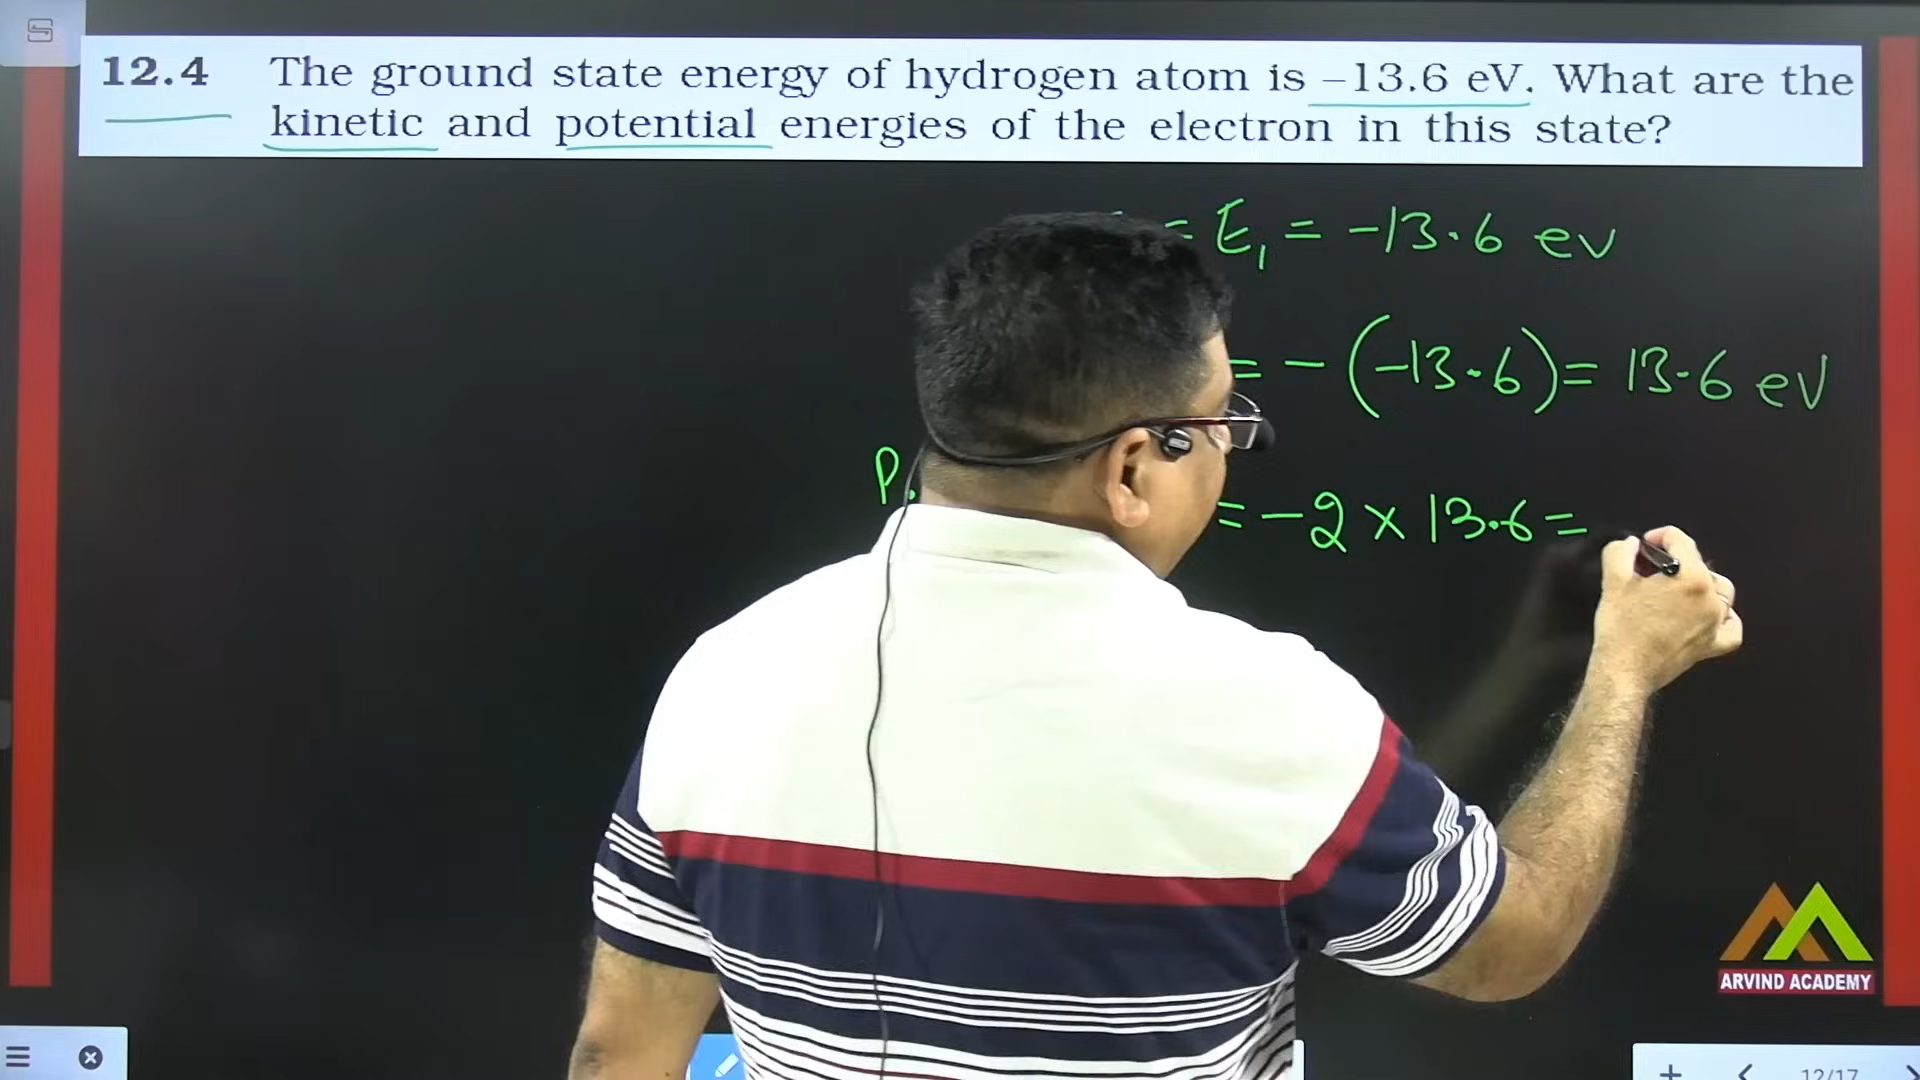 12.4 The ground state energy of hydrogen atom is –13.6 eV. What are the
kinetic and potential energies of the electron in this state?
= E₁ = -13.6 ev
= - (-13.6) = 13.6 eV
P. = -2 × 13.6 =
ARVIND ACADEMY
12/17